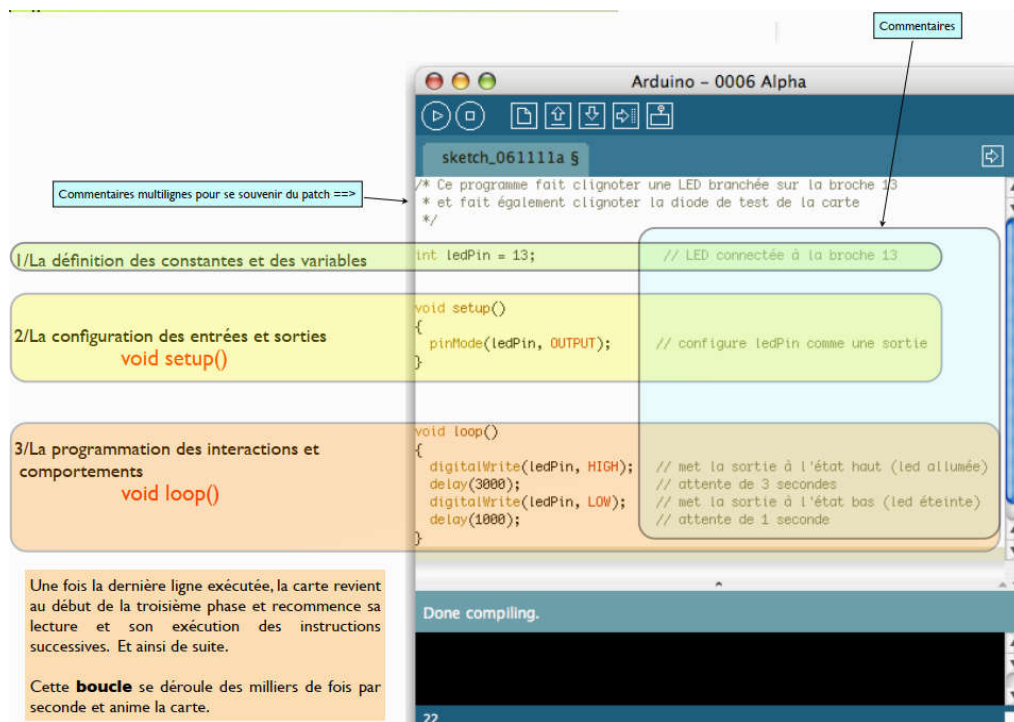 Commentaires
Arduino – 0006 Alpha
sketch_061111a §
Commentaires multilignes pour se souvenir du patch ==>
/* Ce programme fait clignoter une LED branchée sur la broche 13
* et fait également clignoter la diode de test de la carte
*/
1/La définition des constantes et des variables
int ledPin = 13; // LED connectée à la broche 13
void setup()
{
2/La configuration des entrées et sorties
pinMode(ledPin, OUTPUT); // configure ledPin comme une sortie
void setup()
}
void loop()
3/La programmation des interactions et
{
comportements
digitalWrite(ledPin, HIGH); // met la sortie à l'état haut (led allumée)
delay(3000); // attente de 3 secondes
void loop()
digitalWrite(ledPin, LOW); // met la sortie à l'état bas (led éteinte)
delay(1000); // attente de 1 seconde
}
Une fois la dernière ligne exécutée, la carte revient
au début de la troisième phase et recommence sa
lecture et son exécution des instructions
successives. Et ainsi de suite.
Cette boucle se déroule des milliers de fois par
seconde et anime la carte.
Done compiling.
22